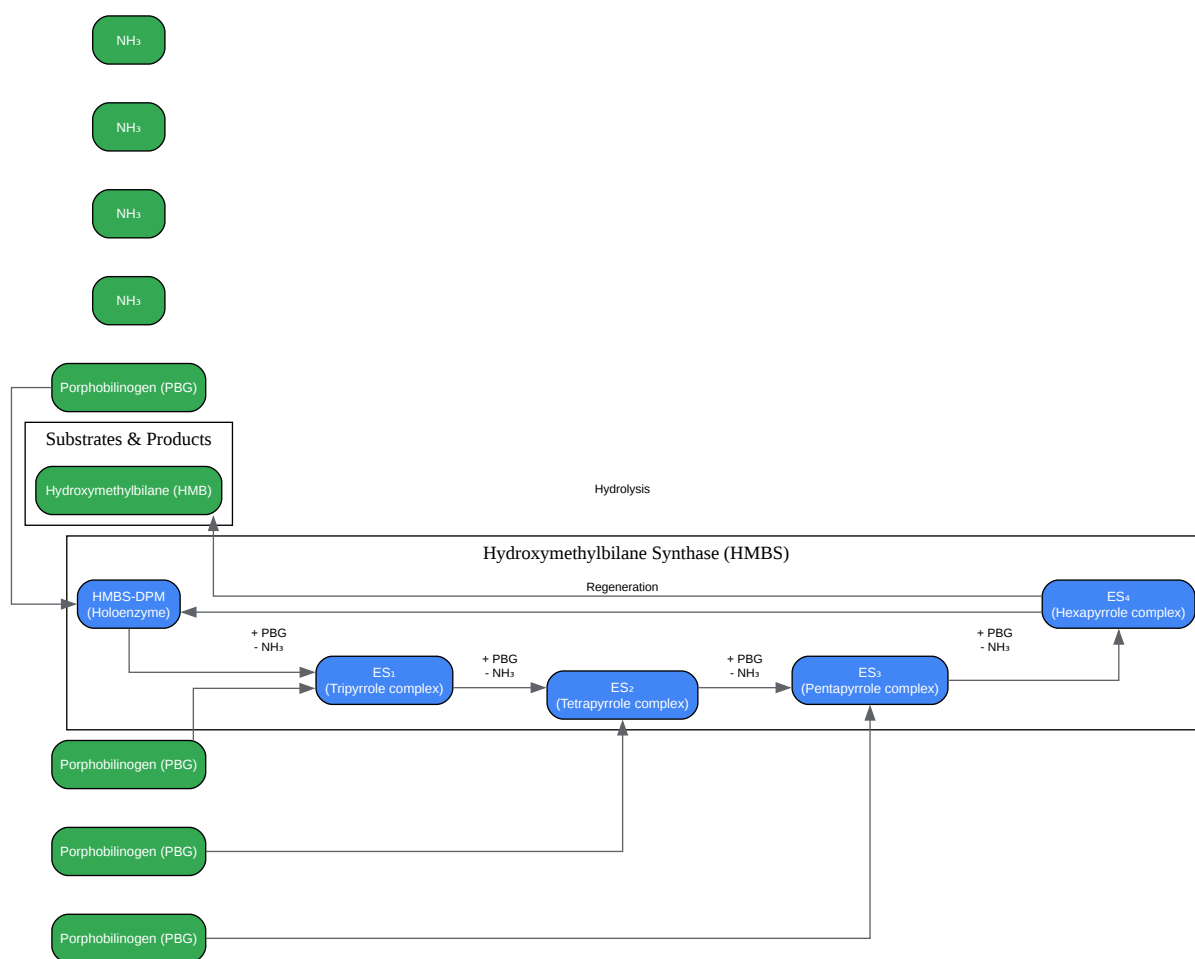 NH₃
NH₃
NH₃
NH₃
Porphobilinogen (PBG)
Substrates & Products
Hydroxymethylbilane (HMB)
Hydrolysis
Hydroxymethylbilane Synthase (HMBS)
HMBS-DPM
(Holoenzyme)
Regeneration
ES₄
(Hexapyrrole complex)
+ PBG
- NH₃
ES₁
(Tripyrrole complex)
+ PBG
- NH₃
ES₂
(Tetrapyrrole complex)
+ PBG
- NH₃
ES₃
(Pentapyrrole complex)
+ PBG
- NH₃
Porphobilinogen (PBG)
Porphobilinogen (PBG)
Porphobilinogen (PBG)